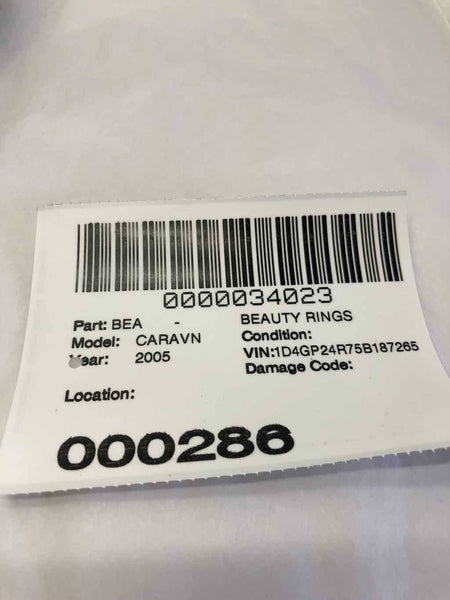 0000034023
Part: BEA - BEAUTY RINGS
Model: CARAVN Condition:
Year: 2005 VIN:1D4GP24R75B187265
Damage Code:
Location:
000286